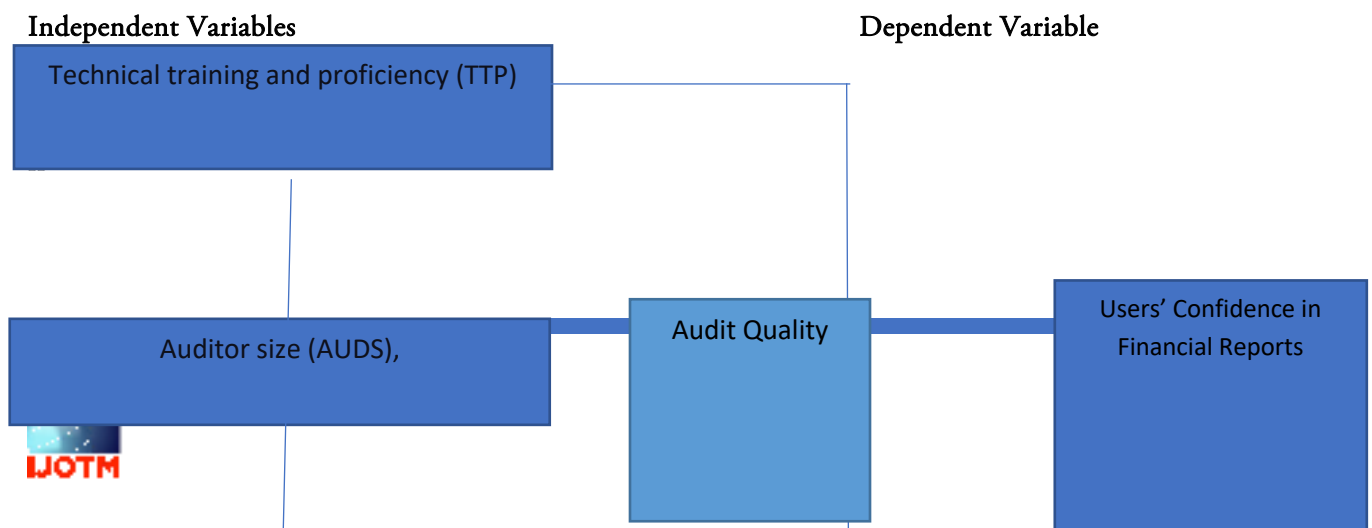 Independent Variables
Dependent Variable
Technical training and proficiency (TTP)
Auditor size (AUDS),
Audit Quality
Users’ Confidence in
Financial Reports
IJOTM